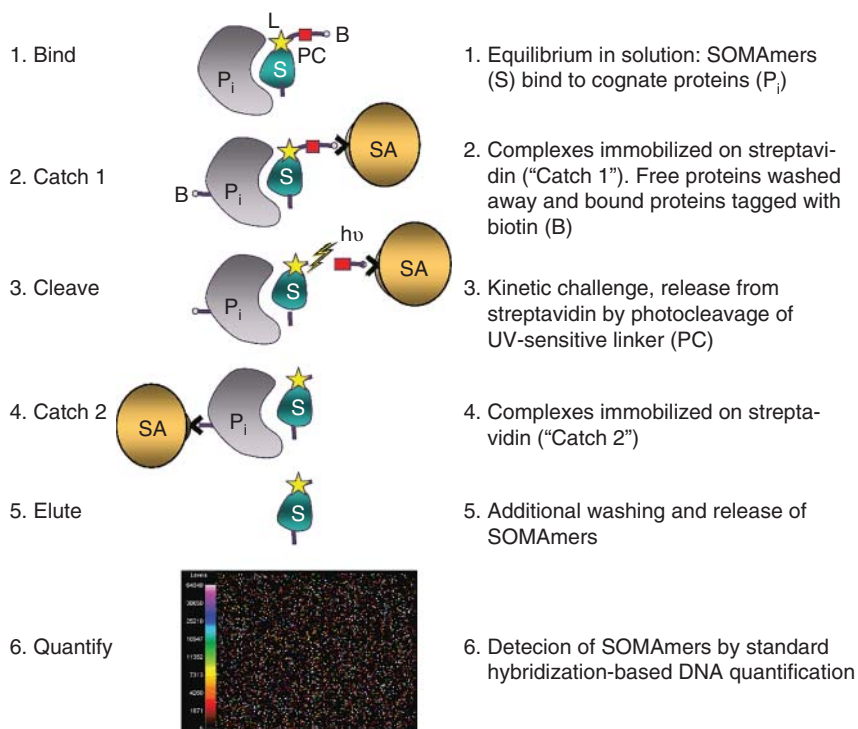 L
B
1. Bind
PC
S
Pi
1. Equilibrium in solution: SOMAmers
(S) bind to cognate proteins (Pi)
SA
2. Catch 1
S
B
Pi
2. Complexes immobilized on streptavi-
din (“Catch 1”). Free proteins washed
away and bound proteins tagged with
biotin (B)
hυ
SA
3. Cleave
S
Pi
3. Kinetic challenge, release from
streptavidin by photocleavage of
UV-sensitive linker (PC)
4. Catch 2
SA
Pi
S
4. Complexes immobilized on strepta-
vidin (“Catch 2”)
5. Elute
S
5. Additional washing and release of
SOMAmers
6. Quantify
Levels
7313
1871
6. Detecion of SOMAmers by standard
hybridization-based DNA quantification